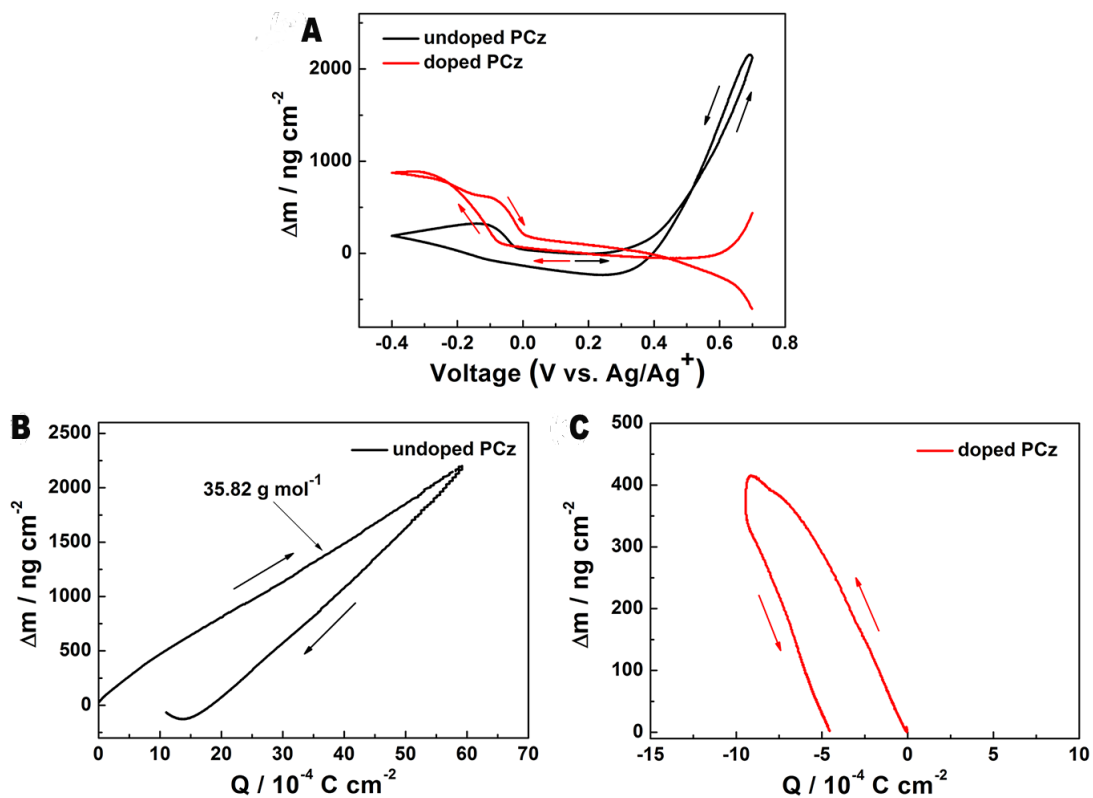 A
undoped PCz
doped PCz
2000
1000
0
Δm / ng cm⁻²
-0.4 -0.2 0.0 0.2 0.4 0.6 0.8
Voltage (V vs. Ag/Ag⁺)
B
undoped PCz
35.82 g mol⁻¹
2500
2000
1500
1000
500
0
Δm / ng cm⁻²
0 10 20 30 40 50 60 70
Q / 10⁻⁴ C cm⁻²
C
doped PCz
500
400
300
200
100
0
Δm / ng cm⁻²
-15 -10 -5 0 5 10
Q / 10⁻⁴ C cm⁻²